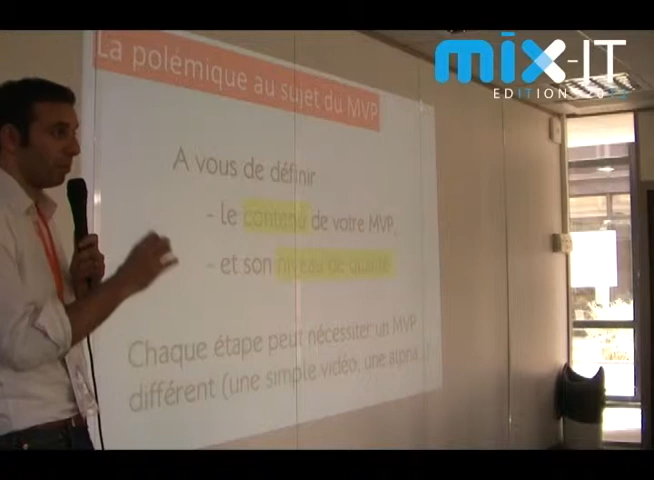 mix-IT
EDITION
La polémique au sujet du MVP
A vous de définir
- le contenu de votre MVP,
- et son niveau de qualité
Chaque étape peut nécessiter un MVP
différent (une simple vidéo, une alpha